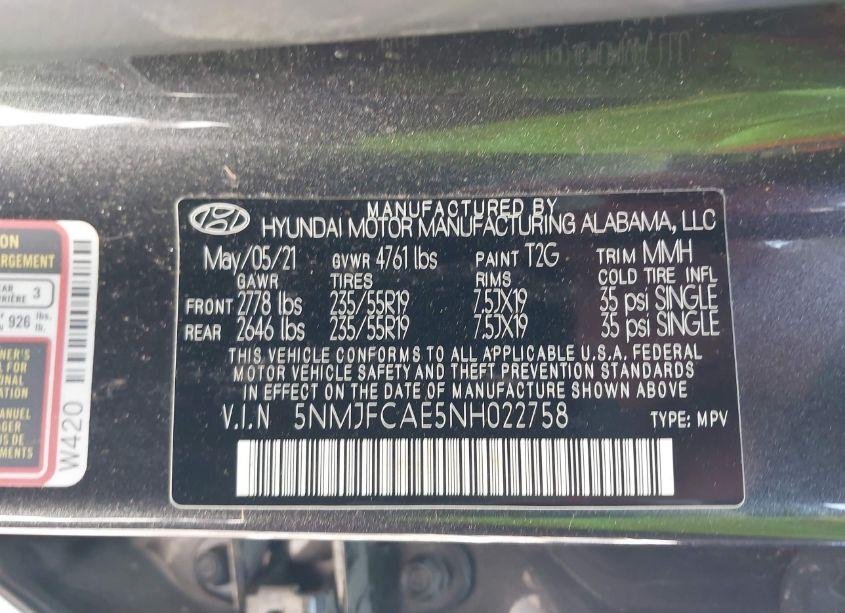 MANUFACTURED BY
HYUNDAI MOTOR MANUFACTURING ALABAMA, LLC
May/05/21 GVWR 4761 lbs PAINT T2G TRIM MMH
GAWR TIRES RIMS COLD TIRE INFL
FRONT 2778 lbs 235/55R19 7.5JX19 35 psi SINGLE
REAR 2646 lbs 235/55R19 7.5JX19 35 psi SINGLE
THIS VEHICLE CONFORMS TO ALL APPLICABLE U.S.A. FEDERAL
MOTOR VEHICLE SAFETY AND THEFT PREVENTION STANDARDS
IN EFFECT ON THE DATE OF MANUFACTURE SHOWN ABOVE
V.I.N 5NMJFCAE5NH022758 TYPE: MPV
3
926 lb.
W420